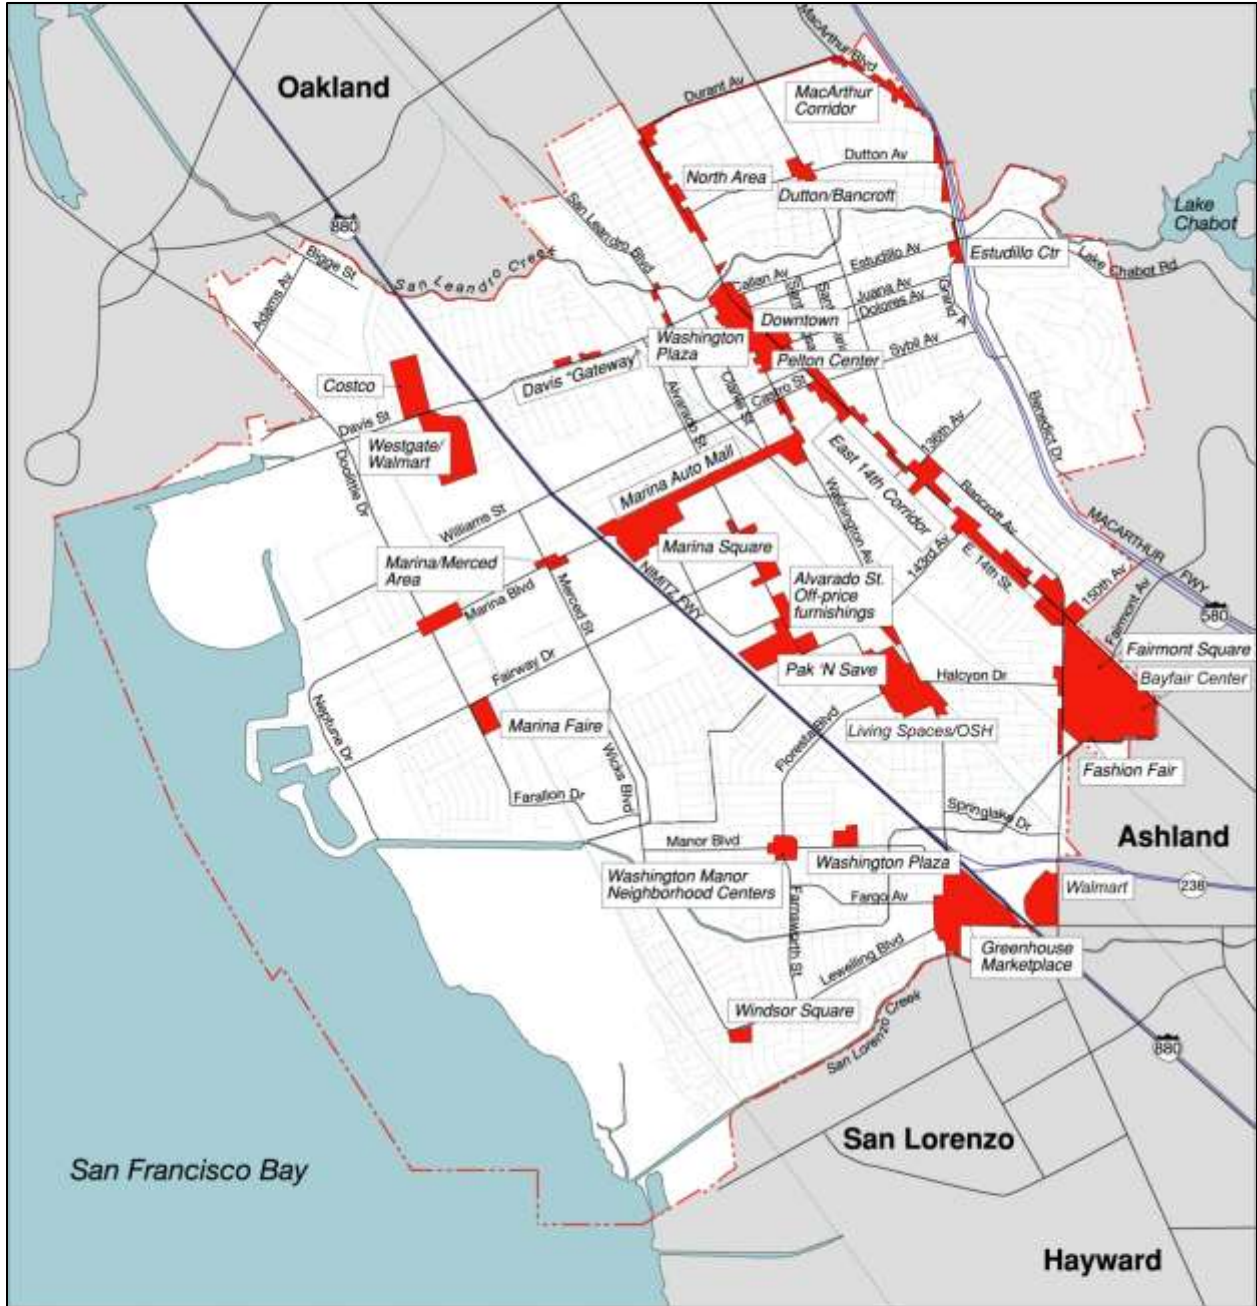 MacArthur Blvd
Oakland
Durant Av
MacArthur
Corridor
Dutton Av
North Area
Dutton/Bancroft
San Leandro Blvd
Lake
Chabot
880
Bigge St.
San Leandro Creek
Adams Av
Estudillo Av
Estudillo Ctr
Lake Chabot Rd
Callan Av
Juana Av
Dolores Av
Grand A
Downtown
Washington
Plaza
Sybil Av
Pelton Center
Davis "Gateway"
Costco
Clarke St
Castro St
Alvarado St
Benedict Dr
Davis St
Westgate/
Walmart
136th Av
East 14th Corridor
Marina Auto Mall
Doolittle Dr
Bancroft Av
Washington Av
Williams St
MACARTHUR
FWY
Marina Square
Marina/Merced
Area
143rd Av
E. 14th St.
NIMITZ FWY
Alvarado St.
Off-price
furnishings
Merced St
Marina Blvd
150th Av
Fairmont Av
580
Fairmont Square
Fairway Dr
Pak 'N Save
Halcyon Dr
Bayfair Center
Neptune Dr
Marina Faire
Floresta Blvd
Living Spaces/OSH
Wicks Blvd
Fashion Fair
Farallon Dr
Springlake Dr
Ashland
Manor Blvd
Washington Plaza
Washington Manor
Neighborhood Centers
Walmart
238
Fargo Av
Farnsworth St
Lewelling Blvd
Greenhouse
Marketplace
Windsor Square
San Lorenzo Creek
880
San Lorenzo
San Francisco Bay
Hayward